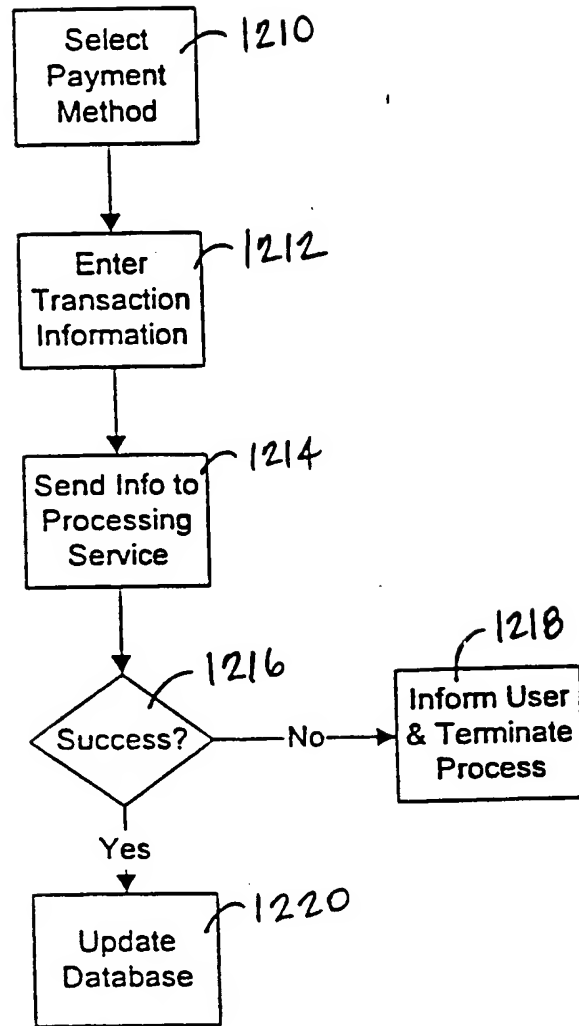 Select
Payment
Method
1210
Enter
Transaction
Information
1212
Send Info to
Processing
Service
1214
Success?
1216
No
Inform User
& Terminate
Process
1218
Yes
Update
Database
1220